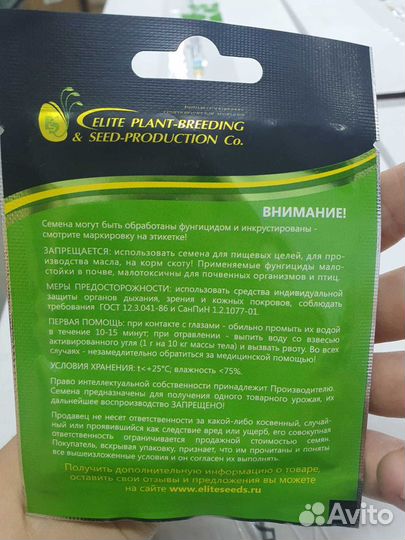 ELITE PLANT-BREEDING
& SEED-PRODUCTION Co.
ВНИМАНИЕ!
Семена могут быть обработаны фунгицидом и инкрустированы -
смотрите маркировку на этикетке!
ЗАПРЕЩАЕТСЯ: использовать семена для пищевых целей, для про-
изводства масла, на корм скоту! Применяемые фунгициды мало-
стойки в почве, малотоксичны для почвенных организмов и птиц.
МЕРЫ ПРЕДОСТОРОЖНОСТИ: использовать средства индивидуальной
защиты органов дыхания, зрения и кожных покровов, соблюдать
требования ГОСТ 12.3.041-86 и СанПиН 1.2.1077-01.
ПЕРВАЯ ПОМОЩЬ: при контакте с глазами - обильно промыть их водой
в течение 10-15 минут; при отравлении - выпить воду со взвесью
активированного угля (1 г на 10 кг массы тела) и вызвать рвоту. Во всех
случаях - незамедлительно обратиться за медицинской помощью!
УСЛОВИЯ ХРАНЕНИЯ: t<+25°C; влажность <75%.
Право интеллектуальной собственности принадлежит Производителю.
Семена предназначены для получения одного товарного урожая, их
дальнейшее воспроизводство ЗАПРЕЩЕНО!
Продавец не несет ответственности за какой-либо косвенный, случай-
ный или проявившийся как следствие вред или ущерб, его совокупная
ответственность ограничивается продажной стоимостью семян.
Покупатель, вскрывая упаковку, признает, что им прочитаны и поняты
все вышеизложенные условия и он согласен их выполнять.
Получить дополнительную информацию о товаре,
оставить свои отзывы и предложения вы можете
на сайте www.eliteseeds.ru
Avito